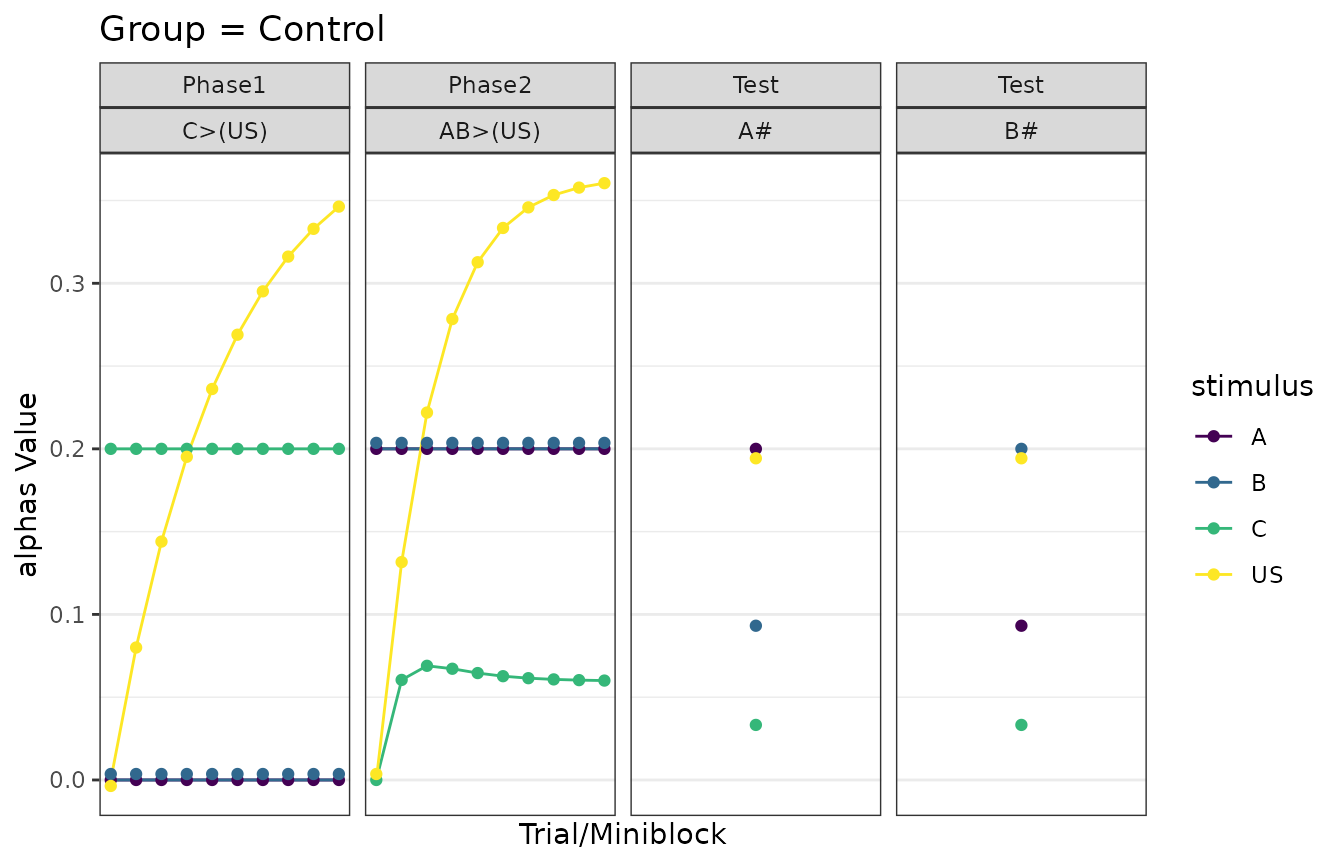 Group = Control
Phase1
Phase2
Test
Test
C>(US)
AB>(US)
A#
B#
alphas Value
0.3
0.2
0.1
0.0
Trial/Miniblock
stimulus
A
B
C
US